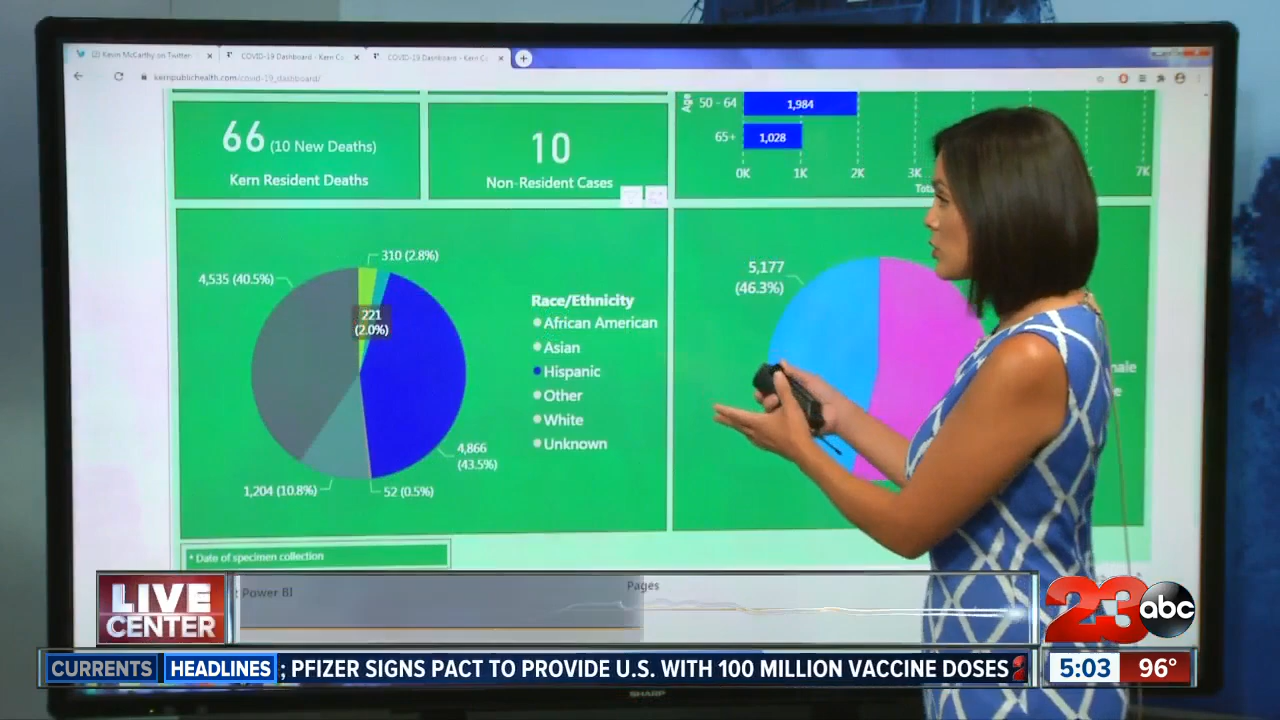 Kevin McCarthy on Twitter
COVID-19 Dashboard - Kern C
COVID-19 Dashboard - Kern C
kernpublichealth.com/covid-19_dashboard/
66 (10 New Deaths)
Kern Resident Deaths
10
Non-Resident Cases
Age
50 - 64
1,984
65+
1,028
0K
1K
2K
3K
7K
Tota
310 (2.8%)
4,535 (40.5%)
221
(2.0%)
4,866
(43.5%)
1,204 (10.8%)
52 (0.5%)
Race/Ethnicity
African American
Asian
Hispanic
Other
White
Unknown
5,177
(46.3%)
male
e
* Date of specimen collection
t Power BI
Pages
LIVE
CENTER
23 abc
CURRENTS HEADLINES ; PFIZER SIGNS PACT TO PROVIDE U.S. WITH 100 MILLION VACCINE DOSES
5:03 96°
SHARP